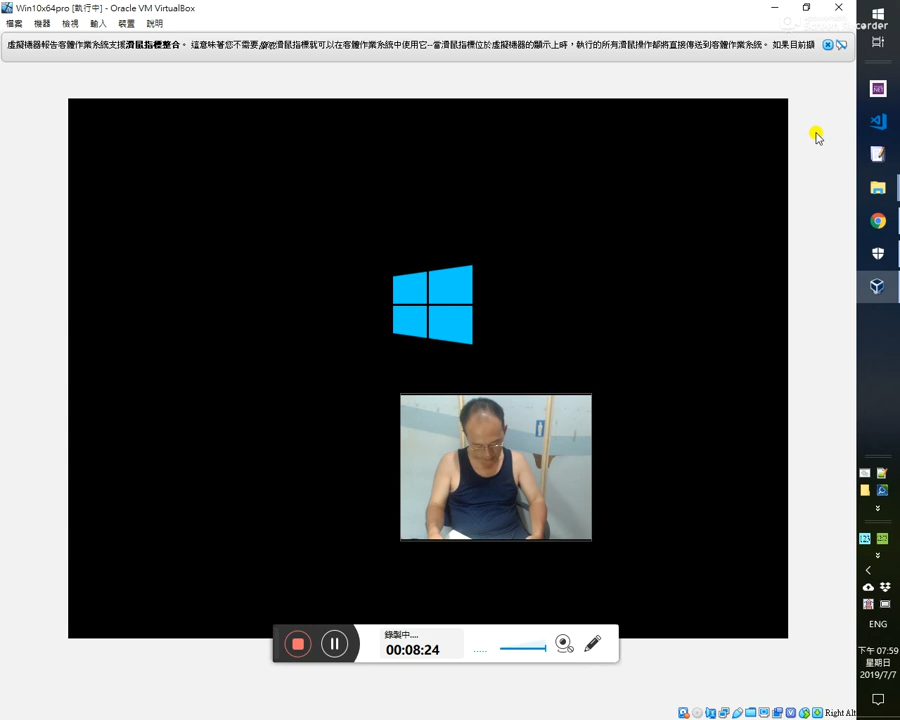 Win10x64pro [執行中] - Oracle VM VirtualBox
檔案 機器 檢視 輸入 裝置 說明
虛擬機器報告客體作業系統支援滑鼠指標整合。 這意味著您不需要
滑鼠指標就可以在客體作業系統中使用它--當滑鼠指標位於虛擬機器的顯示上時，執行的所有滑鼠操作都將直接傳送到客體作業系統。 如果目前
corder
錄製中....
00:08:24
ENG
下午 07:59
星期日
2019/7/7
Right Alt